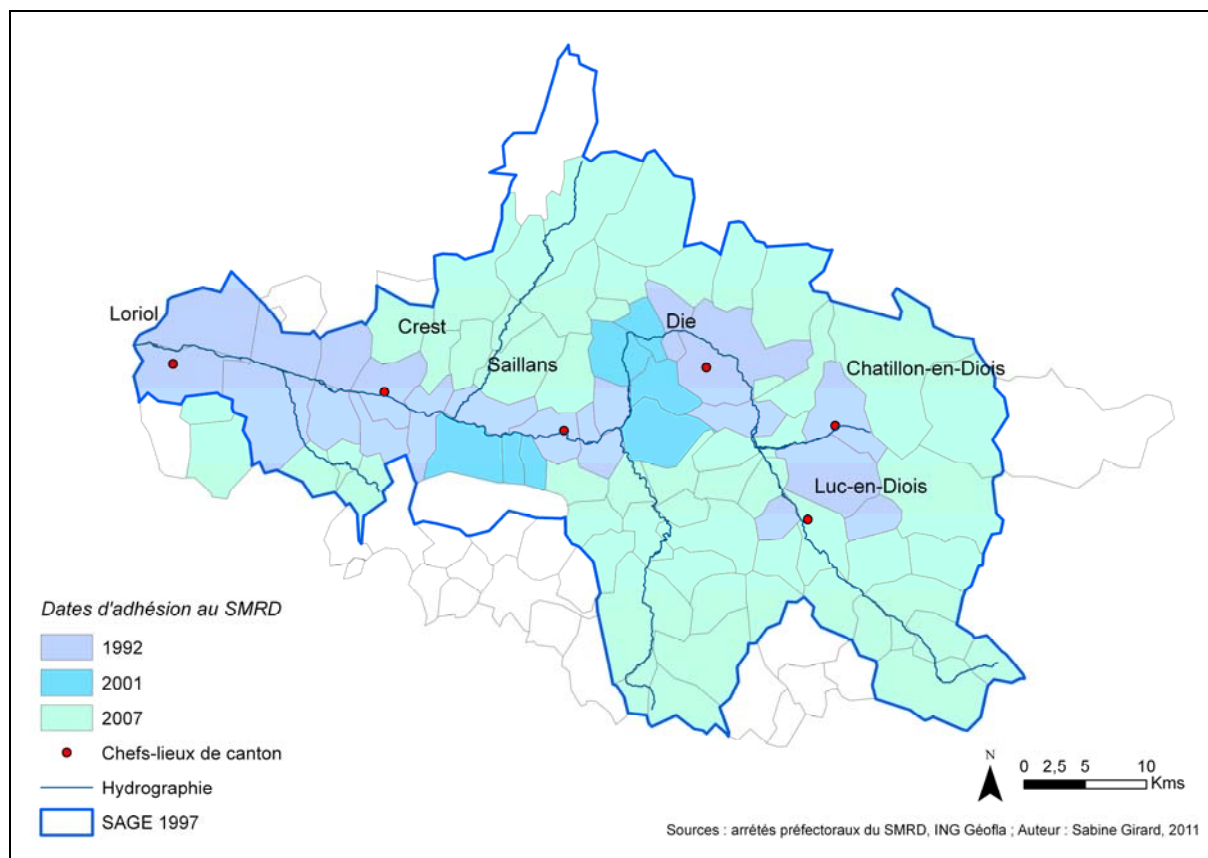 Loriol
Crest
Die
Saillans
Chatillon-en-Diois
Luc-en-Diois
Dates d'adhésion au SMRD
1992
2001
2007
Chefs-lieux de canton
Hydrographie
SAGE 1997
N
0 2,5 5 10
Kms
Sources : arrétés préfectoraux du SMRD, ING Géofla ; Auteur : Sabine Girard, 2011